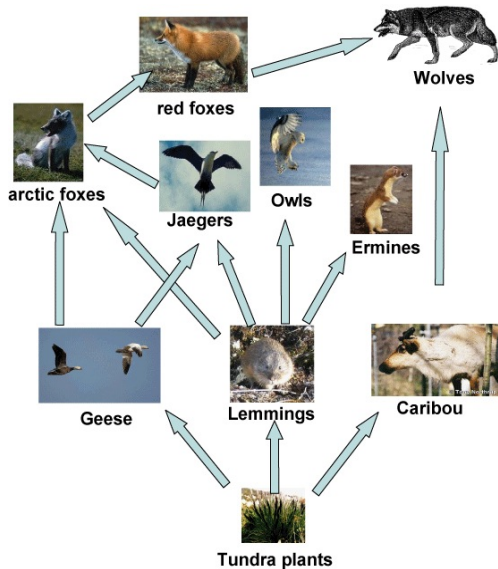 Wolves
red foxes
arctic foxes
Jaegers
Owls
Ermines
Geese
Lemmings
Caribou
Tundra plants